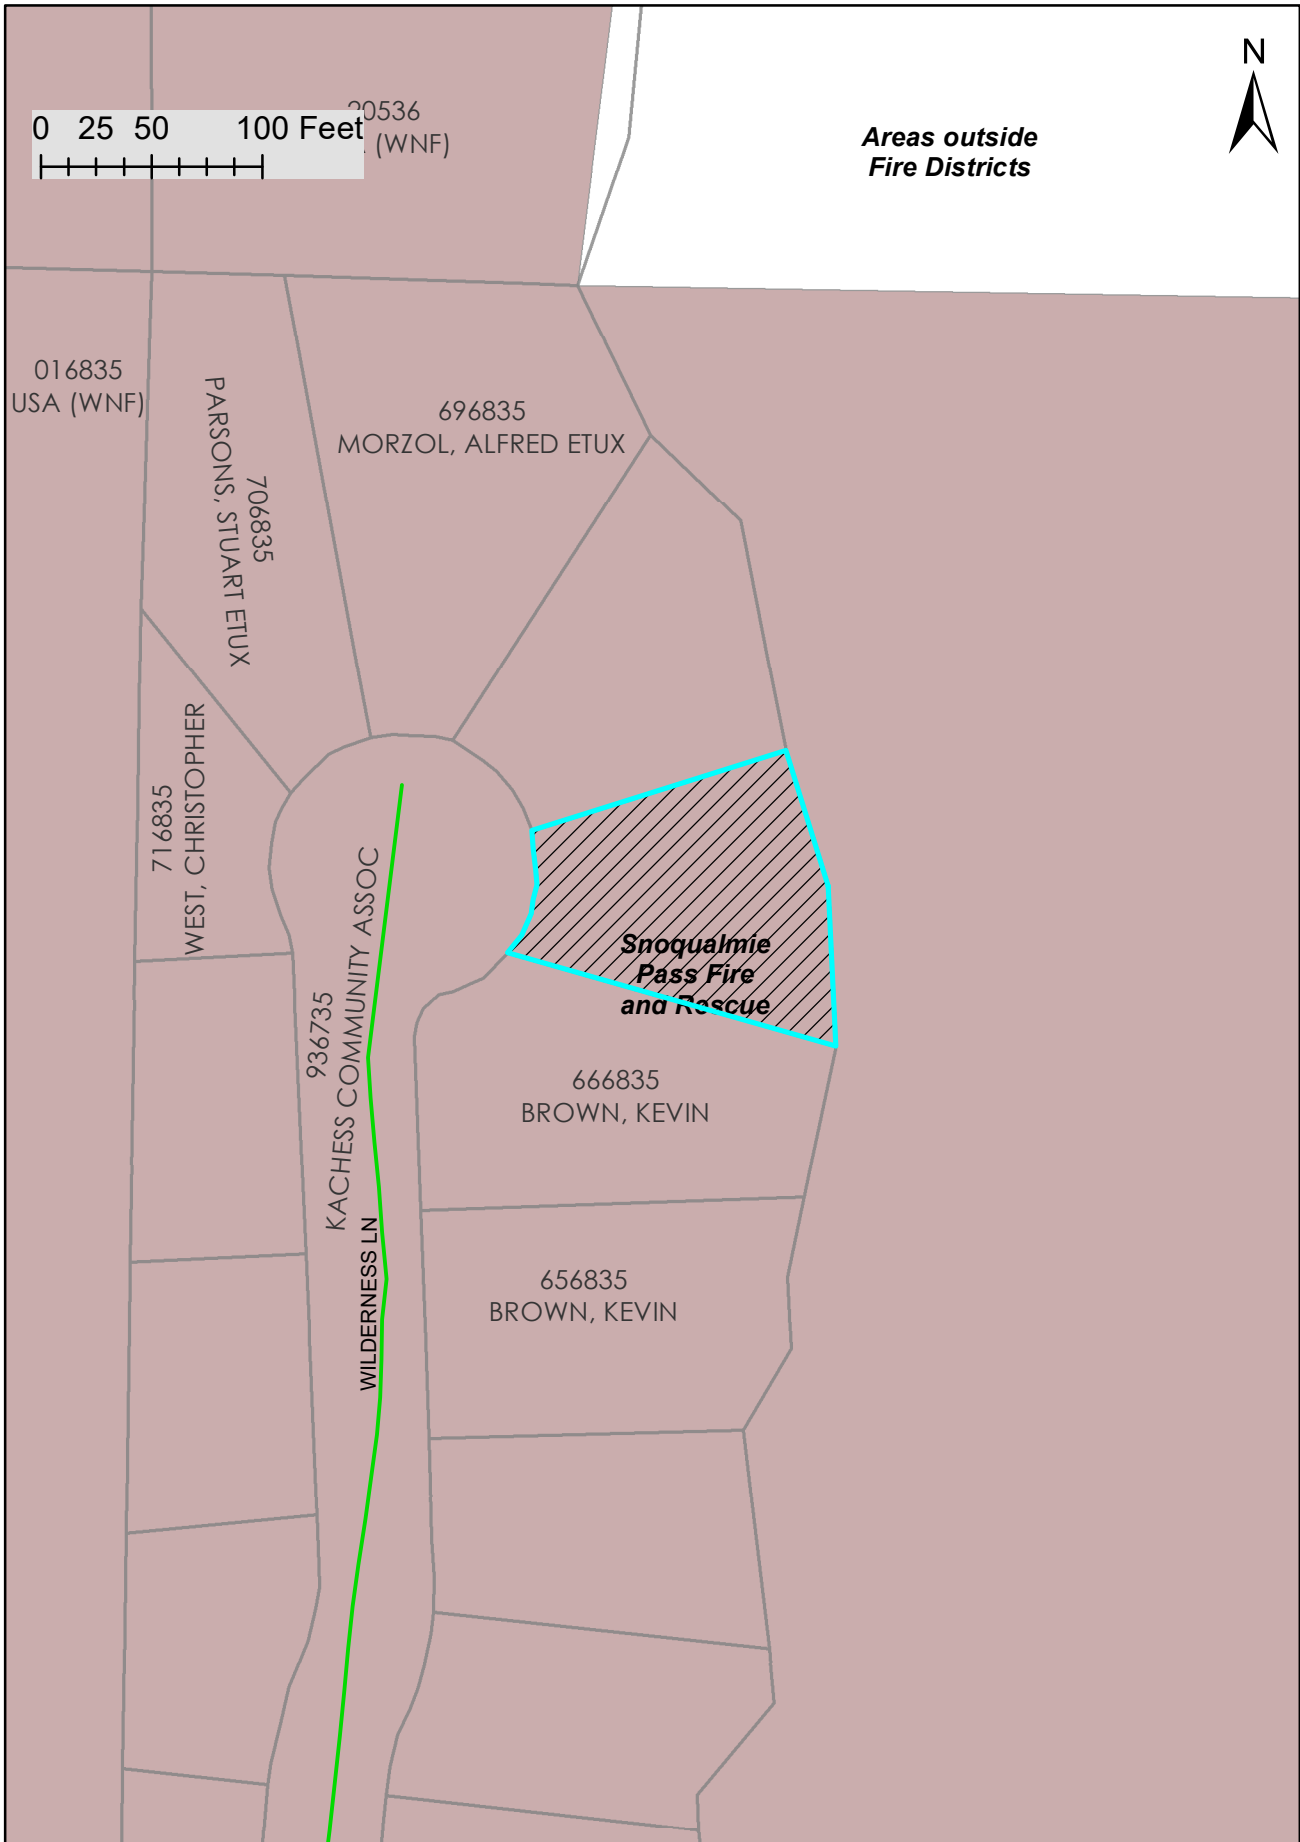 N
0 25 50 100 Feet
20536
(WNF)
Areas outside
Fire Districts
016835
USA (WNF)
706835
PARSONS, STUART ETUX
696835
MORZOL, ALFRED ETUX
716835
WEST, CHRISTOPHER
936735
KACHESS COMMUNITY ASSOC
Snoqualmie
Pass Fire
and Rescue
666835
BROWN, KEVIN
WILDERNESS LN
656835
BROWN, KEVIN